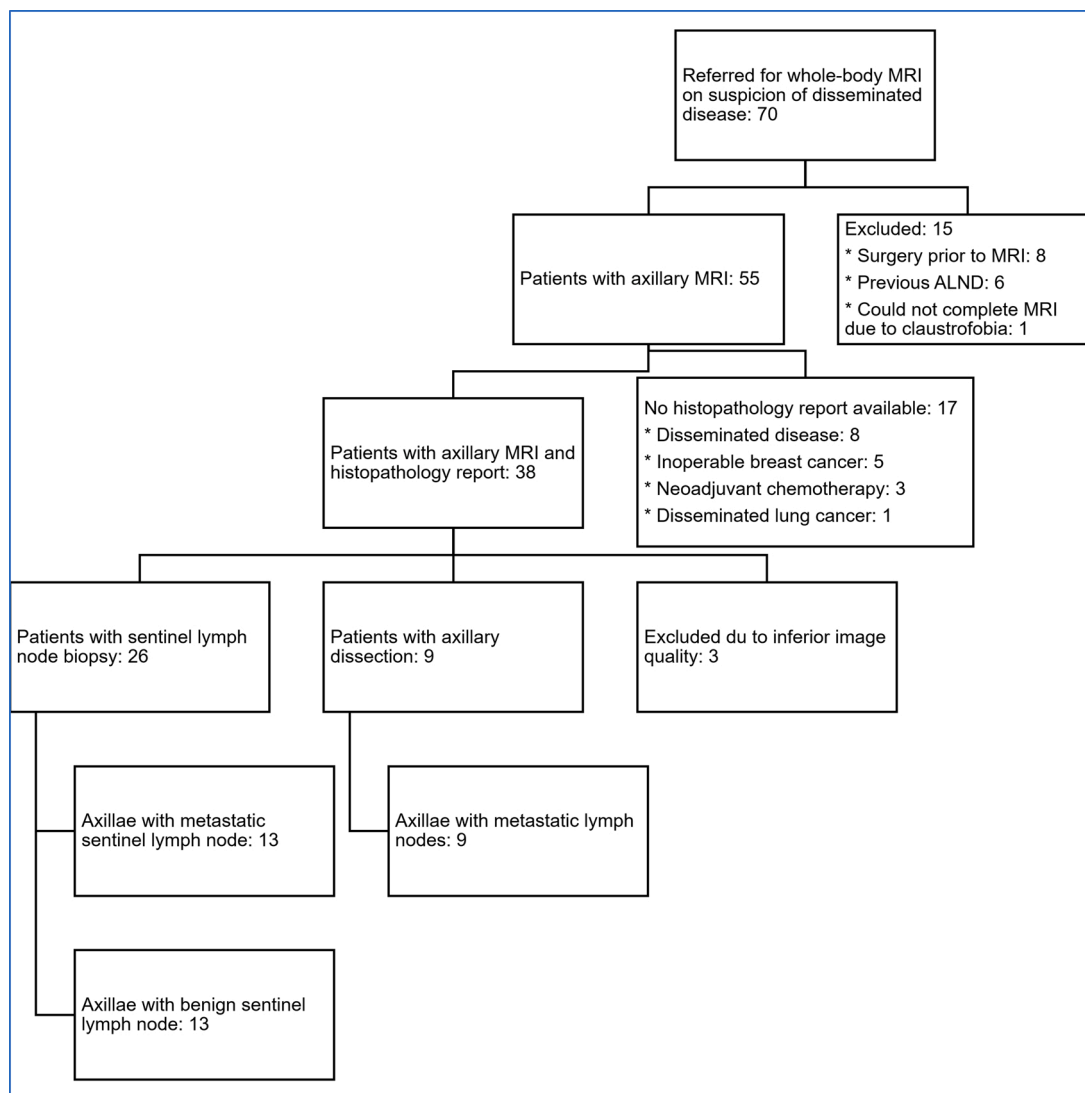 Referred for whole-body MRI
on suspicion of disseminated
disease: 70
Patients with axillary MRI: 55
Excluded: 15
* Surgery prior to MRI: 8
* Previous ALND: 6
* Could not complete MRI
due to claustrofobia: 1
Patients with axillary MRI and
histopathology report: 38
No histopathology report available: 17
* Disseminated disease: 8
* Inoperable breast cancer: 5
* Neoadjuvant chemotherapy: 3
* Disseminated lung cancer: 1
Patients with sentinel lymph
node biopsy: 26
Patients with axillary
dissection: 9
Excluded du to inferior image
quality: 3
Axillae with metastatic
sentinel lymph node: 13
Axillae with metastatic lymph
nodes: 9
Axillae with benign sentinel
lymph node: 13